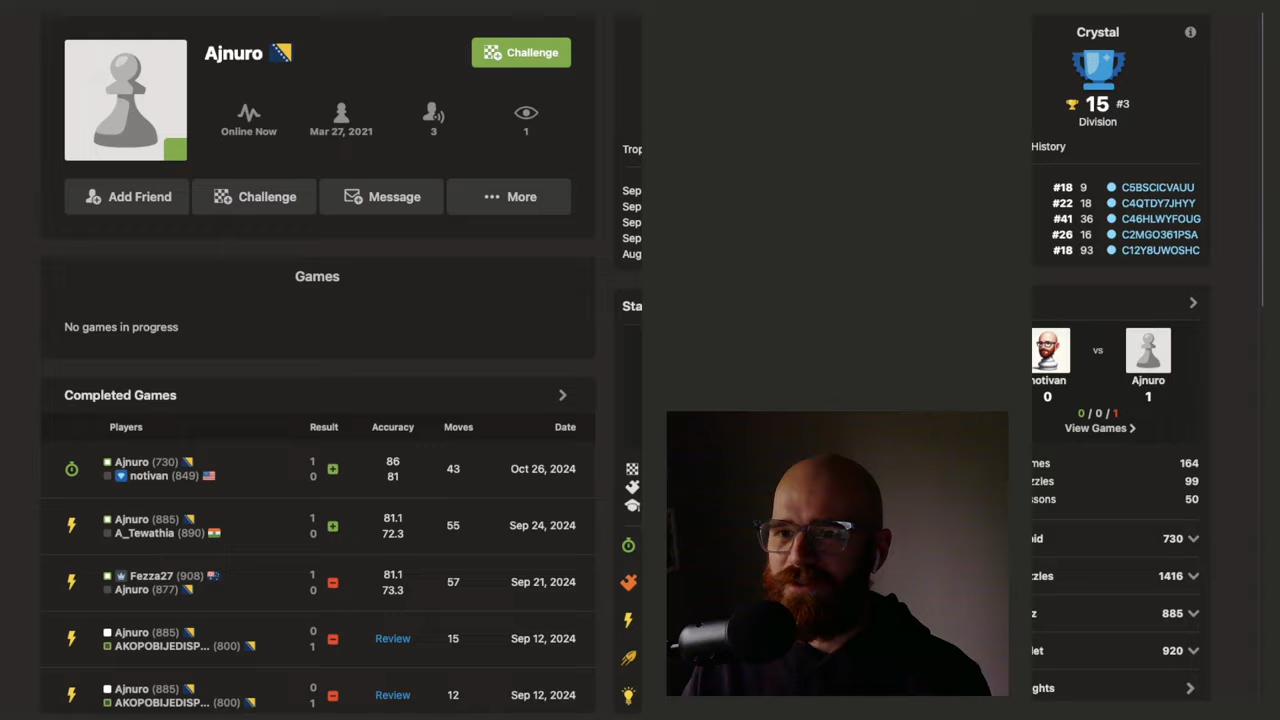 Ajnuro
Challenge
Online Now
Mar 27, 2021
3
1
Add Friend
Challenge
Message
More
Games
No games in progress
Completed Games
Players Result Accuracy Moves Date
Ajnuro (730) 1 86
notivan (849) 0 81
43 Oct 26, 2024
Ajnuro (885) 1 81.1
A_Tewathia (890) 0 72.3
55 Sep 24, 2024
Fezza27 (908) 1 81.1
Ajnuro (877) 0 73.3
57 Sep 21, 2024
Ajnuro (885) 0
AKOPOBIJEDISP... (800) 1
Review 15 Sep 12, 2024
Ajnuro (885) 0
AKOPOBIJEDISP... (800) 1
Review 12 Sep 12, 2024
Trop
Sep
Sep
Sep
Sep
Aug
Sta
Crystal
15 #3
Division
History
#18 9 C5BSCICVAUU
#22 18 C4QTDY7JHYY
#41 36 C46HLWYFOUG
#26 16 C2MGO361PSA
#18 93 C12Y8UWOSHC
vs
notivan Ajnuro
0 1
0 / 0 / 1
View Games
mes 164
zzles 99
sons 50
id 730
zzles 1416
z 885
let 920
ghts